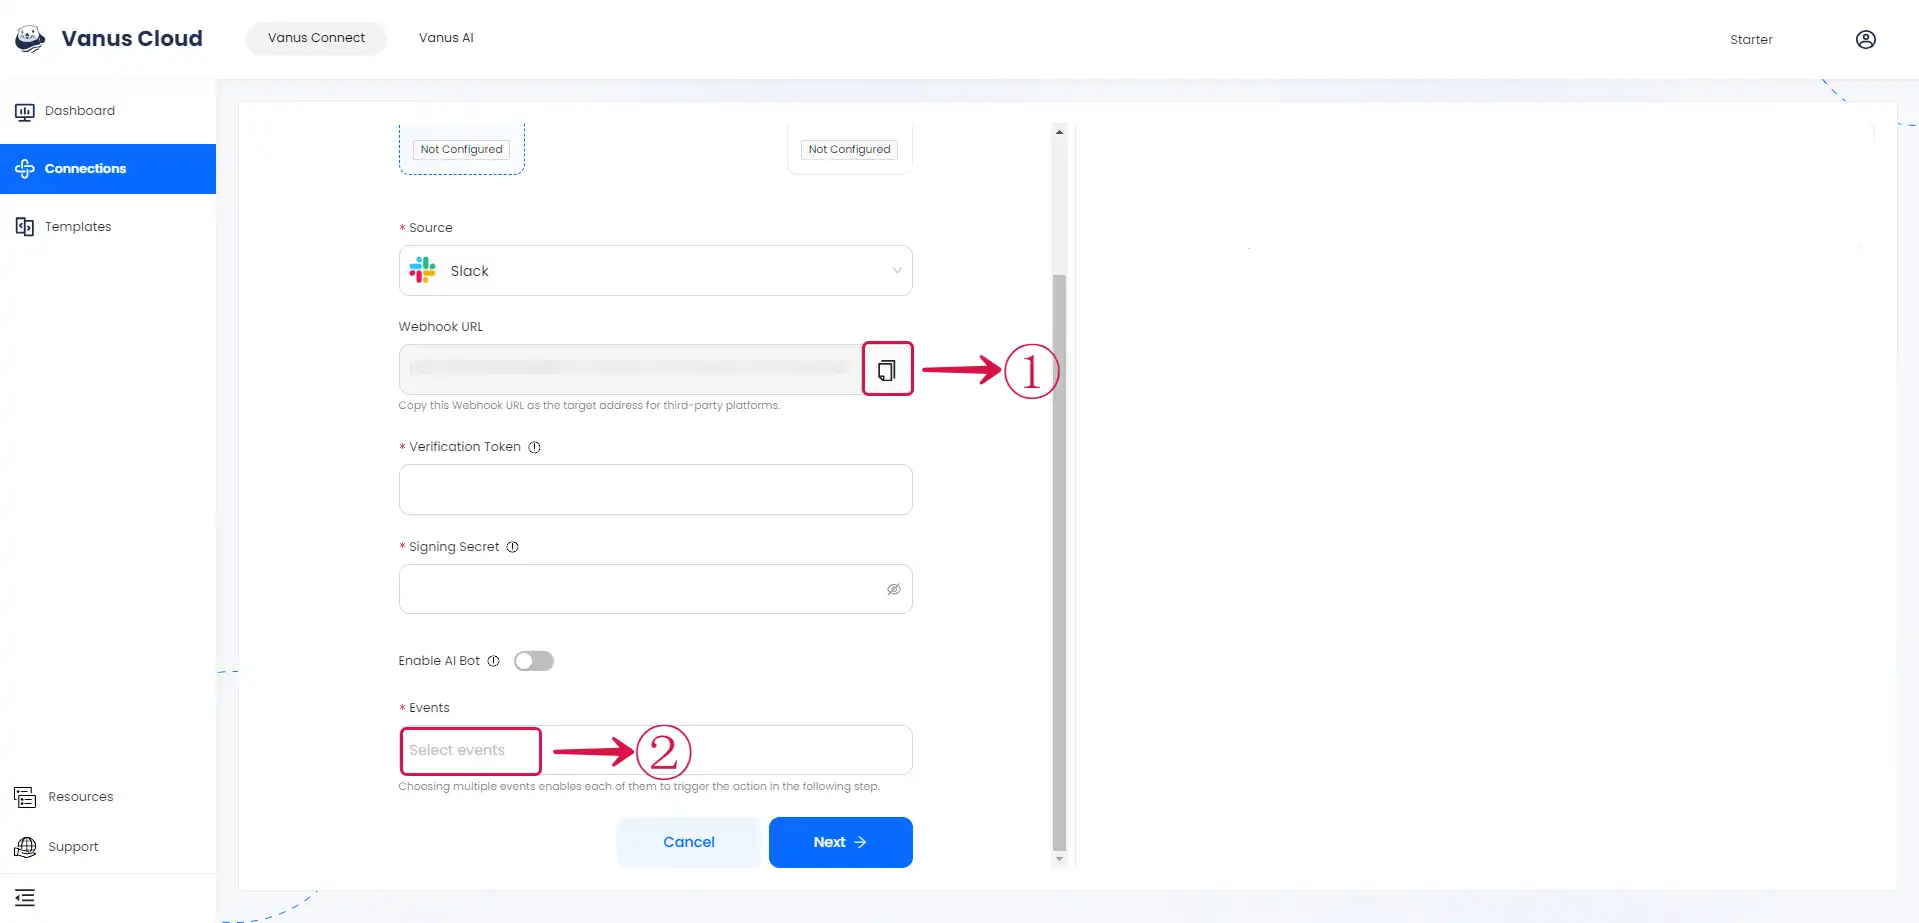 Vanus Cloud
Vanus Connect
Vanus AI
Starter
Dashboard
Connections
Templates
Not Configured
Not Configured
* Source
Slack
Webhook URL
1
Copy this Webhook URL as the target address for third-party platforms.
* Verification Token
* Signing Secret
Enable AI Bot
* Events
Select events
2
Choosing multiple events enables each of them to trigger the action in the following step.
Cancel
Next →
Resources
Support